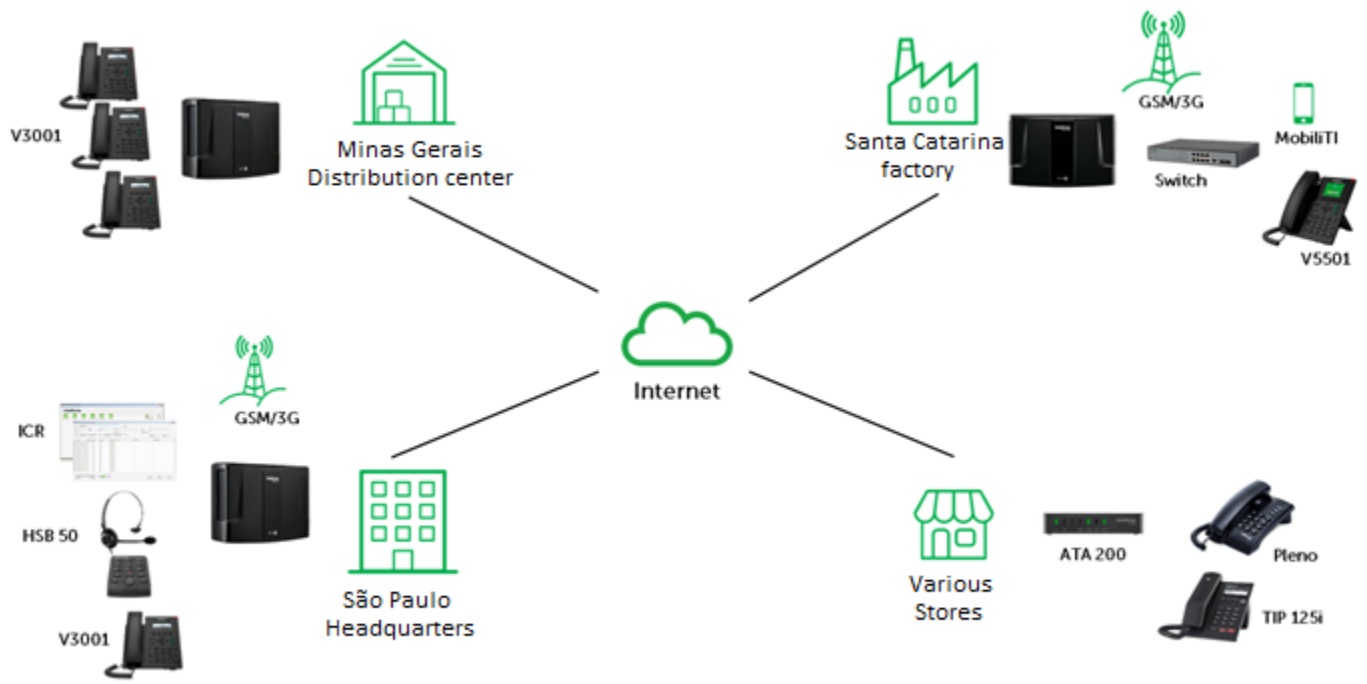 V3001
Minas Gerais
Distribution center
Santa Catarina
factory
GSM/3G
MobiliTI
Switch
V5501
Internet
GSM/3G
ICR
HSB 50
V3001
São Paulo
Headquarters
Various
Stores
ATA 200
Pleno
TIP 125i